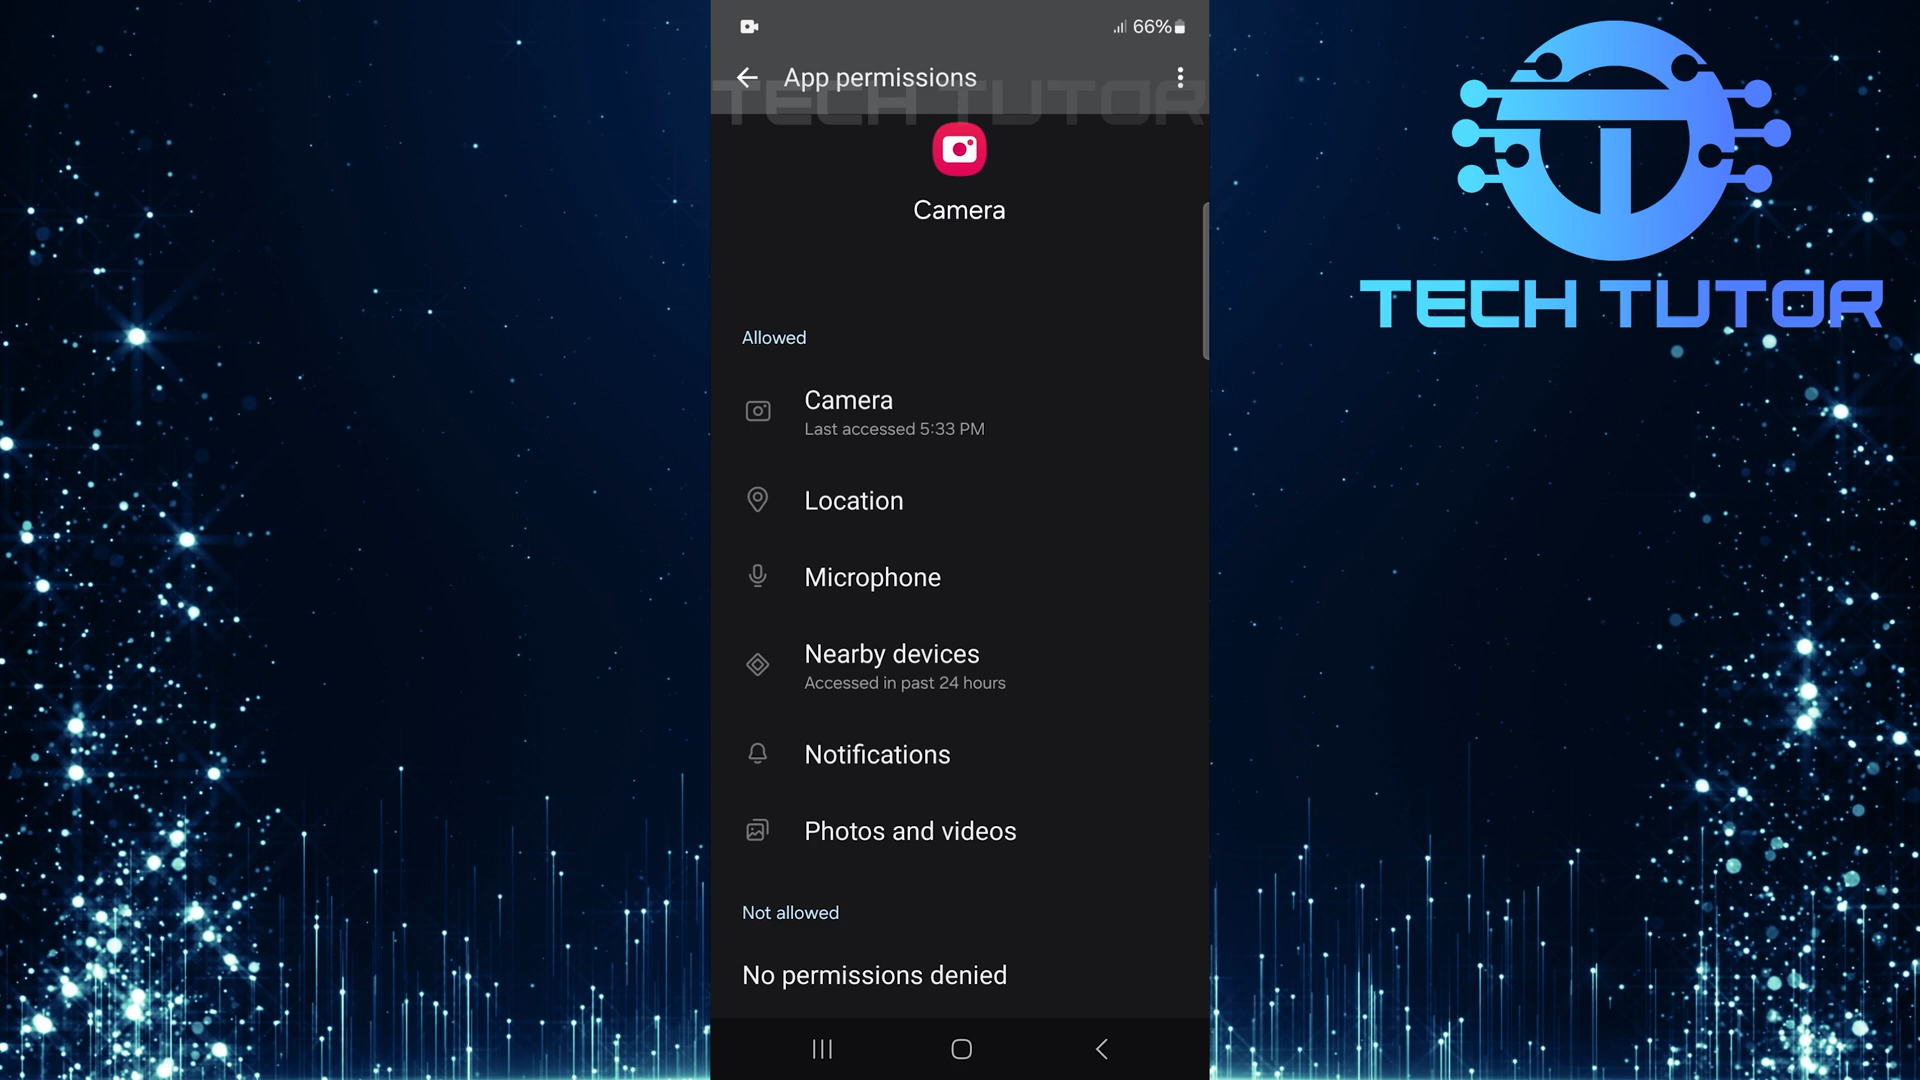 66%
App permissions
TECH TUTOR
Camera
Allowed
Camera
Last accessed 5:33 PM
Location
Microphone
Nearby devices
Accessed in past 24 hours
Notifications
Photos and videos
Not allowed
No permissions denied
TECH TUTOR